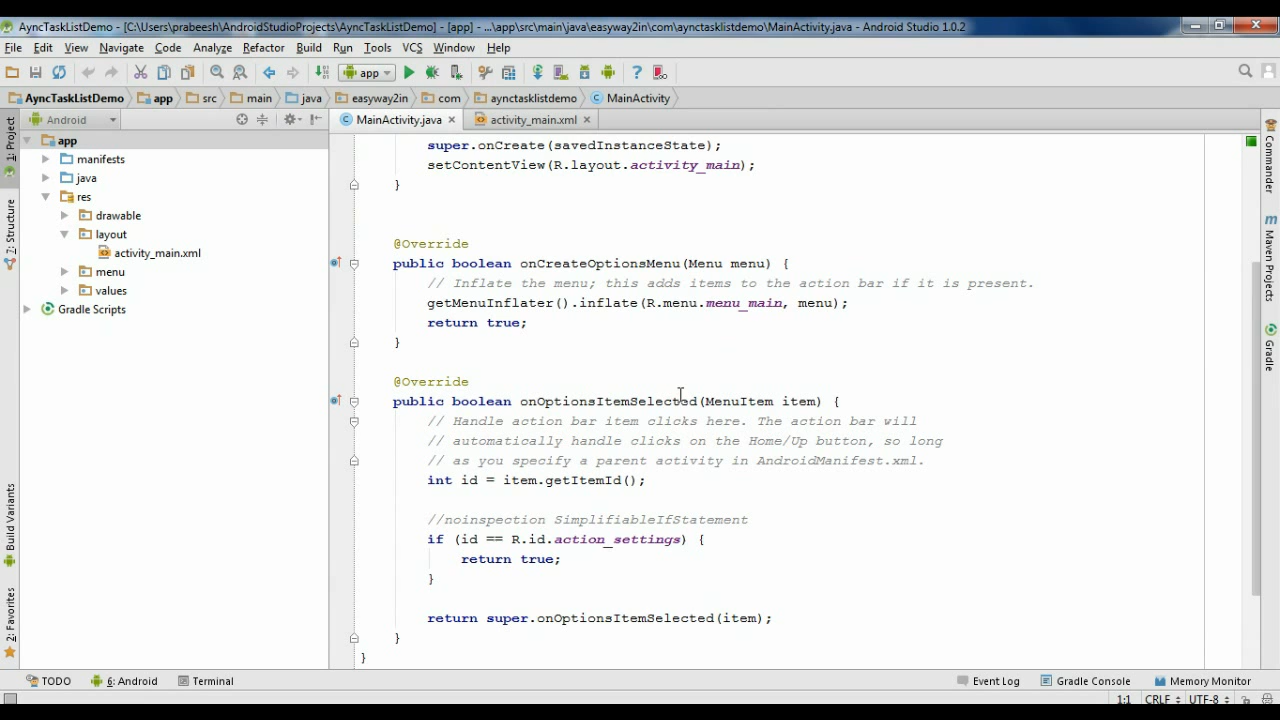 AyncTaskListDemo - [C:\Users\prabeesh\AndroidStudioProjects\AyncTaskListDemo] - [app] - ...\app\src\main\java\easyway2in\com\aynctasklistdemo\MainActivity.java - Android Studio 1.0.2
File Edit View Navigate Code Analyze Refactor Build Run Tools VCS Window Help
app
AyncTaskListDemo app src main java easyway2in com aynctasklistdemo MainActivity
Android
MainActivity.java activity_main.xml
1: Project
Z: Structure
Build Variants
2: Favorites
app
manifests
java
res
drawable
layout
activity_main.xml
menu
values
Gradle Scripts
super.onCreate(savedInstanceState);
setContentView(R.layout.activity_main);
}
@Override
public boolean onCreateOptionsMenu(Menu menu) {
// Inflate the menu; this adds items to the action bar if it is present.
getMenuInflater().inflate(R.menu.menu_main, menu);
return true;
}
@Override
public boolean onOptionsItemSelected(MenuItem item) {
// Handle action bar item clicks here. The action bar will
// automatically handle clicks on the Home/Up button, so long
// as you specify a parent activity in AndroidManifest.xml.
int id = item.getItemId();
//noinspection SimplifiableIfStatement
if (id == R.id.action_settings) {
return true;
}
return super.onOptionsItemSelected(item);
}
}
Commander
m
Maven Projects
Gradle
TODO 6: Android Terminal Event Log Gradle Console Memory Monitor
1:1 CRLF UTF-8